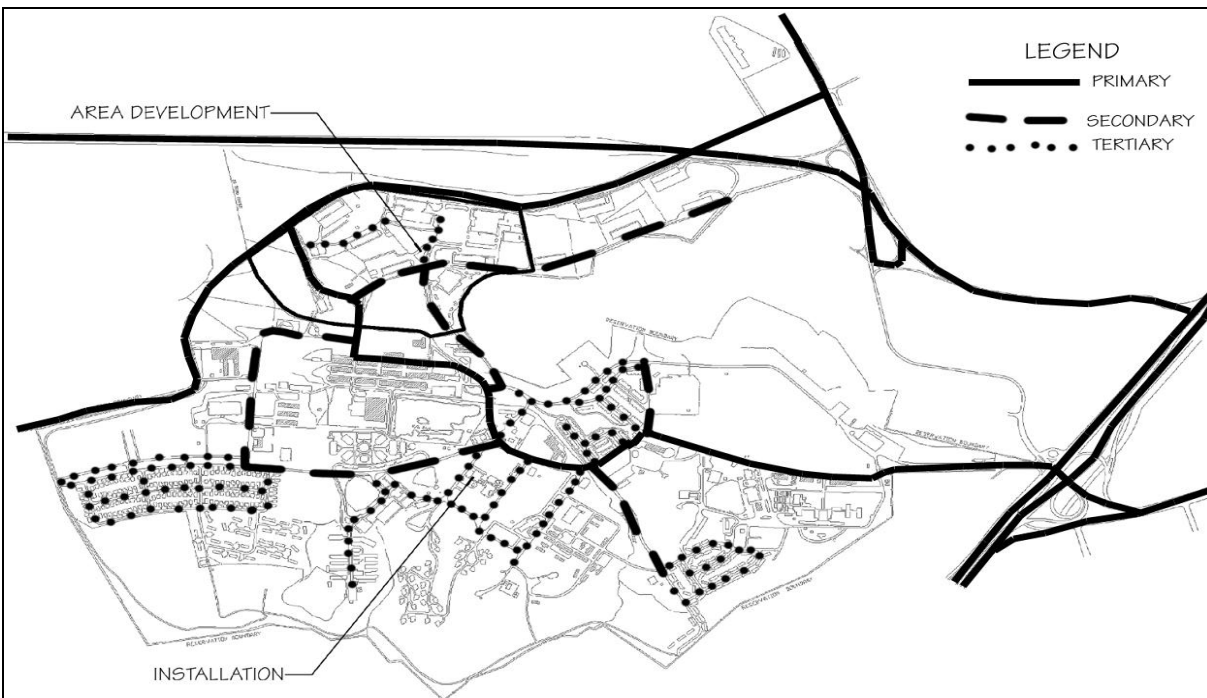 LEGEND
PRIMARY
SECONDARY
TERTIARY
AREA DEVELOPMENT
RESERVATION BOUNDARY
RESERVATION BOUNDARY
RESERVATION BOUNDARY
RESERVATION BOUNDARY
INSTALLATION